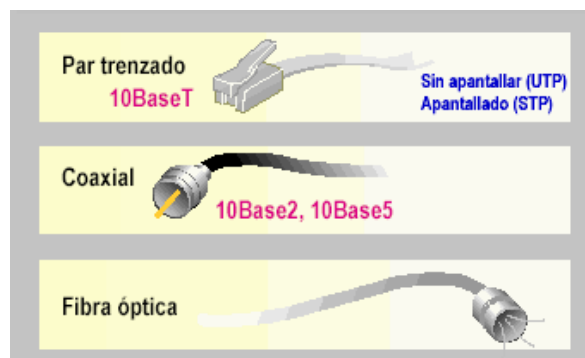 Par trenzado
10BaseT
Sin apantallar (UTP)
Apantallado (STP)
Coaxial
10Base2, 10Base5
Fibra óptica